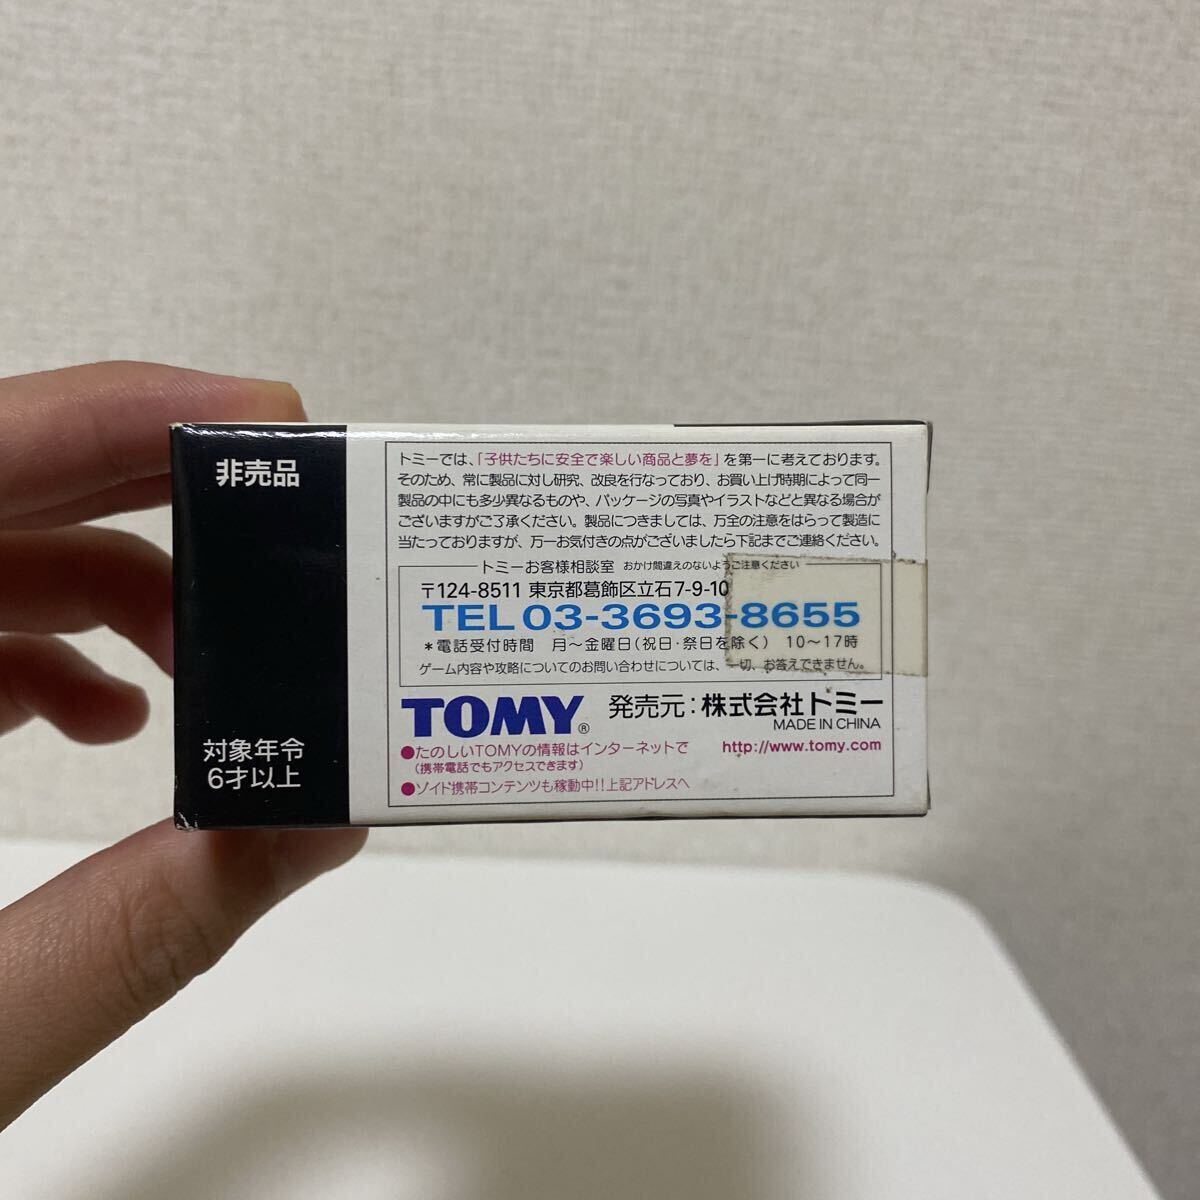 非売品
対象年令
6才以上
トミーでは、「子供たちに安全で楽しい商品と夢を」を第一に考えております。
そのため、常に製品に対し研究、改良を行なっており、お買い上げ時期によって同一
製品の中にも多少異なるものや、パッケージの写真やイラストなどと異なる場合が
ございますがご了承ください。製品につきましては、万全の注意をはらって製造に
当たっておりますが、万一お気付きの点がございましたら下記までご連絡ください。
トミーお客様相談室 おかけ間違えのないようご注意ください
〒124-8511 東京都葛飾区立石7-9-10
TEL 03-3693-8655
*電話受付時間 月〜金曜日(祝日・祭日を除く) 10〜17時
ゲーム内容や攻略についてのお問い合わせについては、一切、お答えできません。
TOMY® 発売元:株式会社トミー
MADE IN CHINA
●たのしいTOMYの情報はインターネットで http://www.tomy.com
(携帯電話でもアクセスできます)
●ゾイド携帯コンテンツも稼動中!!上記アドレスへ